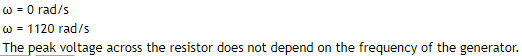 ω = 0 rad/s
ω = 1120 rad/s
The peak voltage across the resistor does not depend on the frequency of the generator.